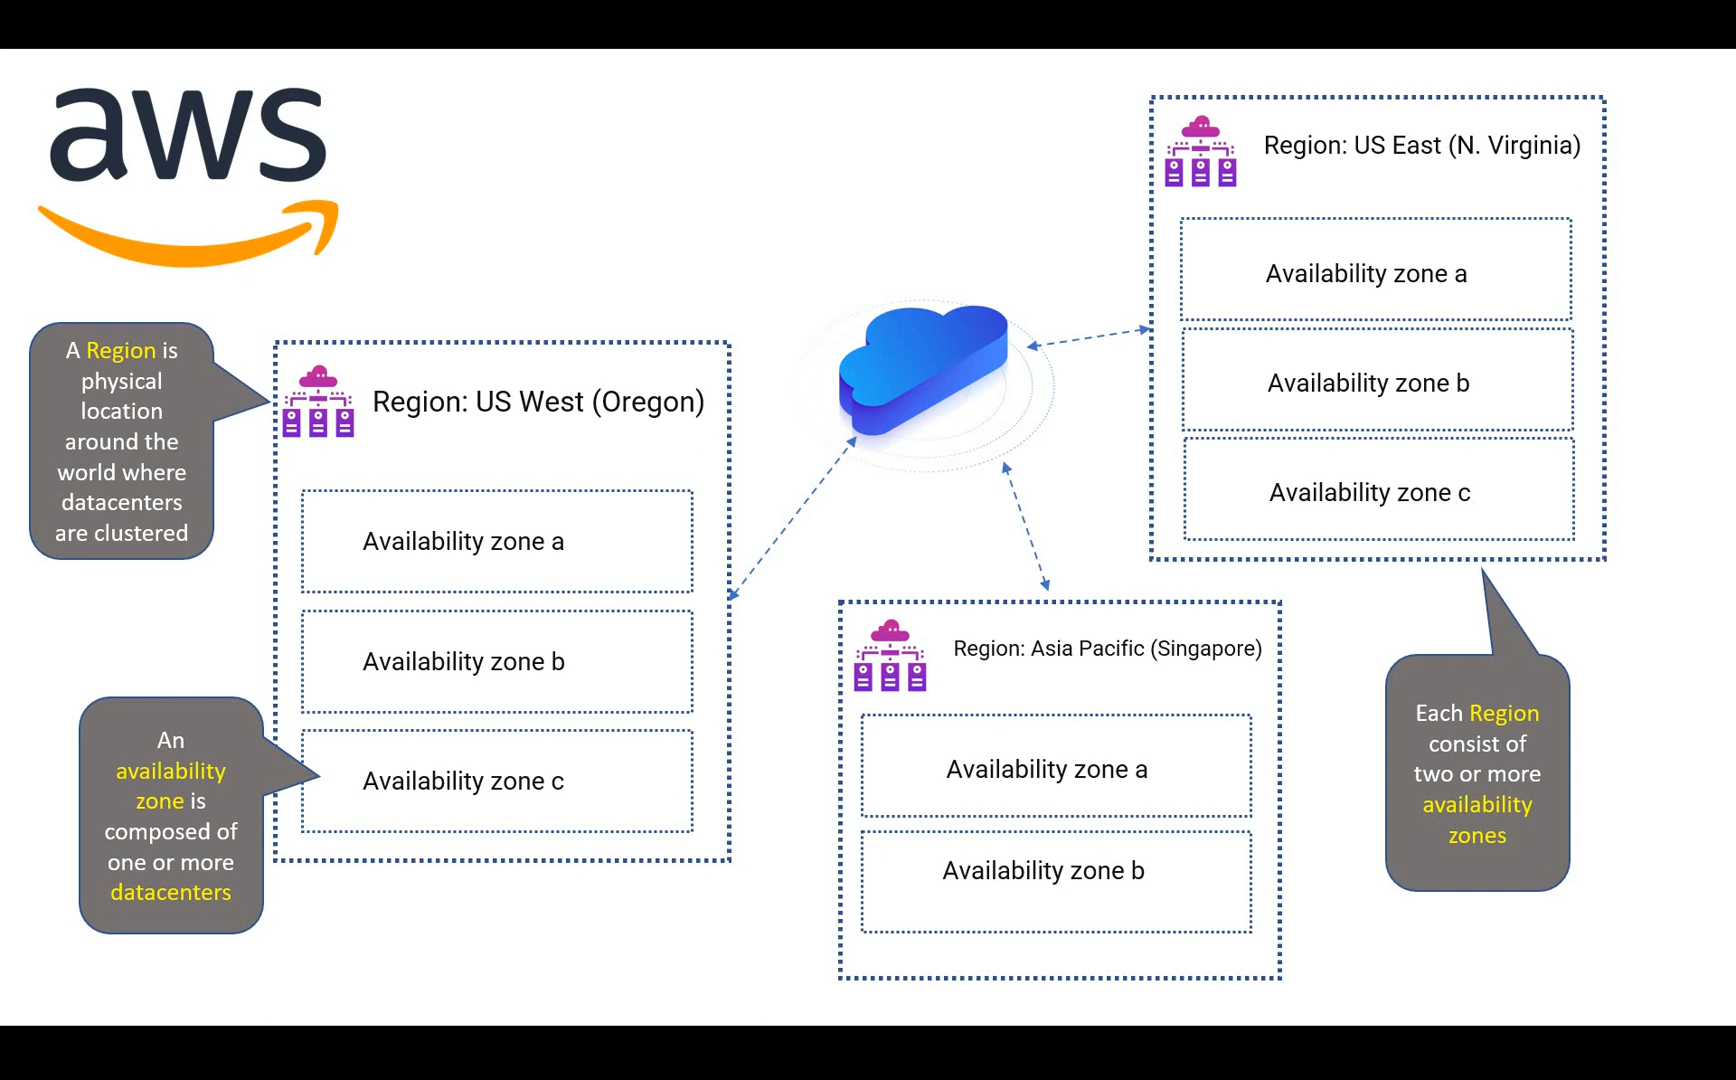 aws
Region: US East (N. Virginia)
Availability zone a
Availability zone b
Availability zone c
A Region is
physical
location
around the
world where
datacenters
are clustered
Region: US West (Oregon)
Availability zone a
Availability zone b
Availability zone c
An
availability
zone is
composed of
one or more
datacenters
Region: Asia Pacific (Singapore)
Availability zone a
Availability zone b
Each Region
consist of
two or more
availability
zones